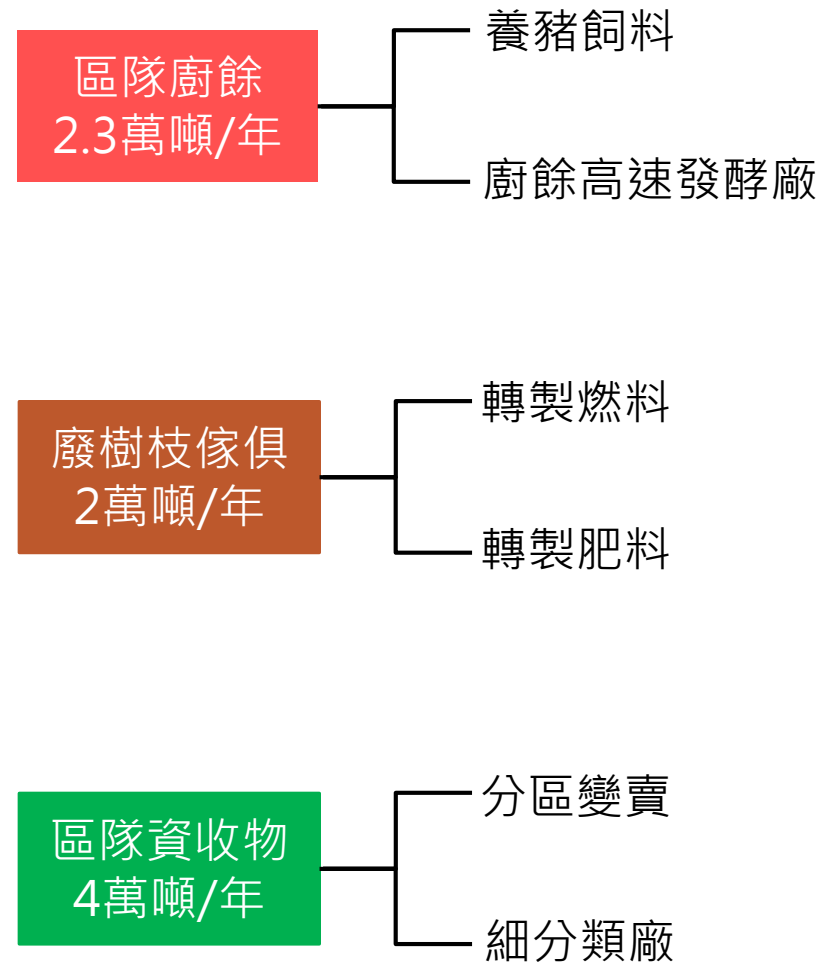 區隊廚餘
2.3萬噸/年
養豬飼料
廚餘高速發酵廠
廢樹枝傢俱
2萬噸/年
轉製燃料
轉製肥料
區隊資收物
4萬噸/年
分區變賣
細分類廠